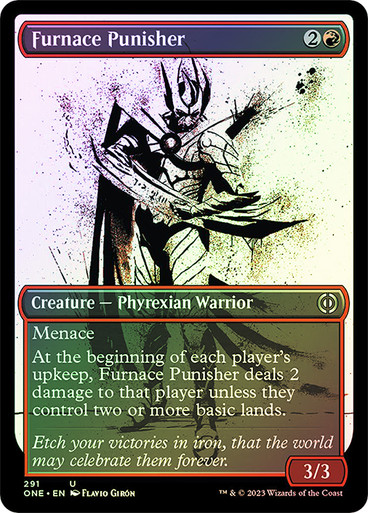 Furnace Punisher 2
Creature — Phyrexian Warrior
Menace
At the beginning of each player's
upkeep, Furnace Punisher deals 2
damage to that player unless they
control two or more basic lands.
Etch your victories in iron, that the world
may celebrate them forever.
3/3
291 U
ONE • EN Flavio Girón
™ & © 2023 Wizards of the Coast